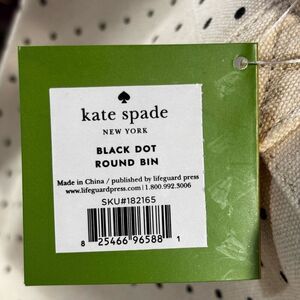 kate spade
NEW YORK
BLACK DOT
ROUND BIN
Made in China / published by lifeguard press
www.lifeguardpress.com | 1.800.992.3006
SKU#182165
8 25466 96588 1